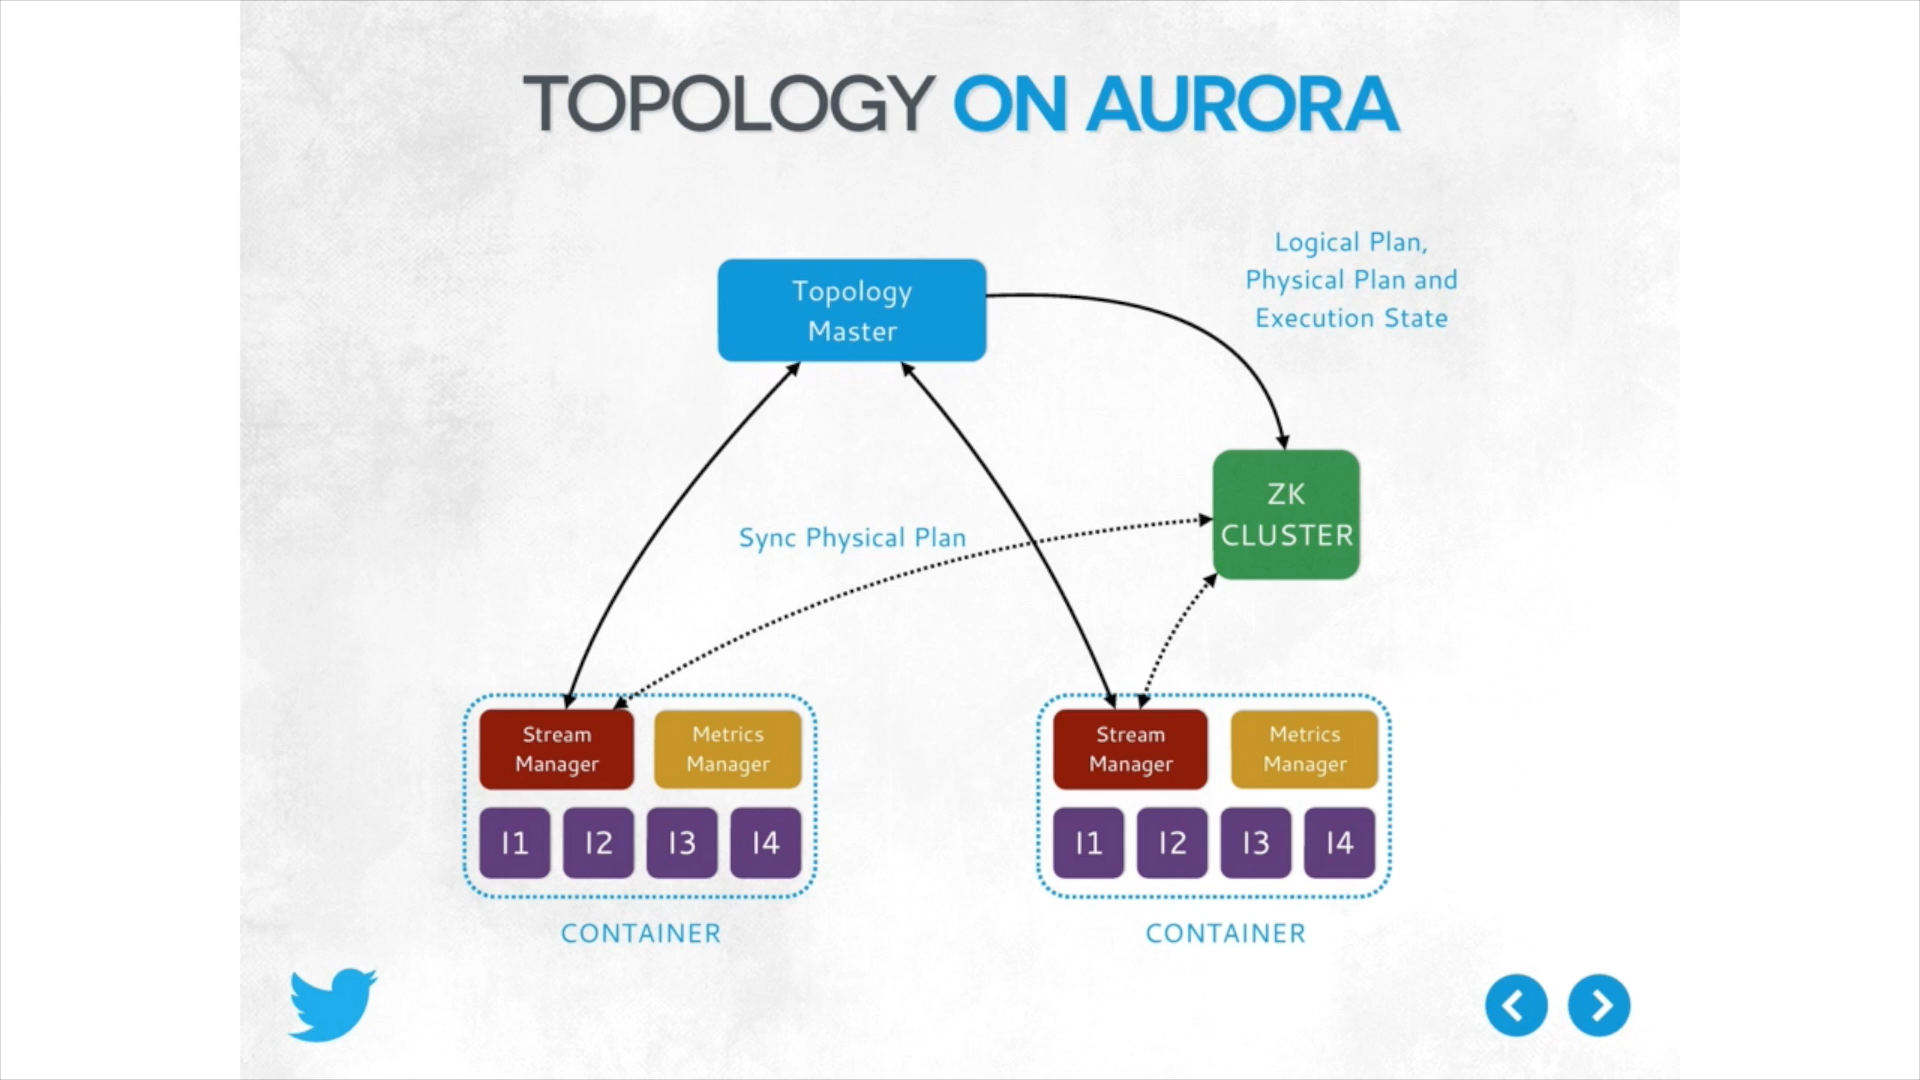 TOPOLOGY ON AURORA
Logical Plan,
Physical Plan and
Execution State
Topology
Master
ZK
CLUSTER
Sync Physical Plan
Stream
Manager
Metrics
Manager
I1 I2 I3 I4
CONTAINER
Stream
Manager
Metrics
Manager
I1 I2 I3 I4
CONTAINER